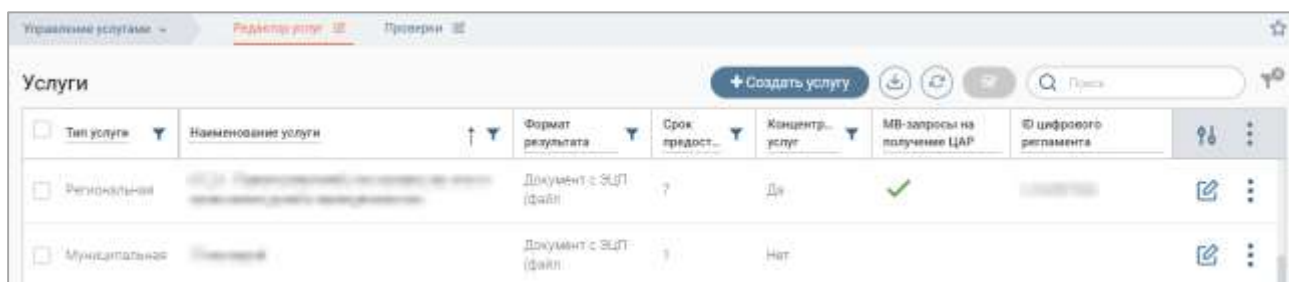 Управление услугами
Редактор услуг
Проверки
Услуги
+ Создать услугу
Поиск
Тип услуги
Наименование услуги
Формат результата
Срок предост...
Концентр... услуг
МВ-запросы на получение ЦАР
ID цифрового регламента
Региональная
Документ с ЭЦП (файл
7
Да
Муниципальная
Документ с ЭЦП (файл
1
Нет